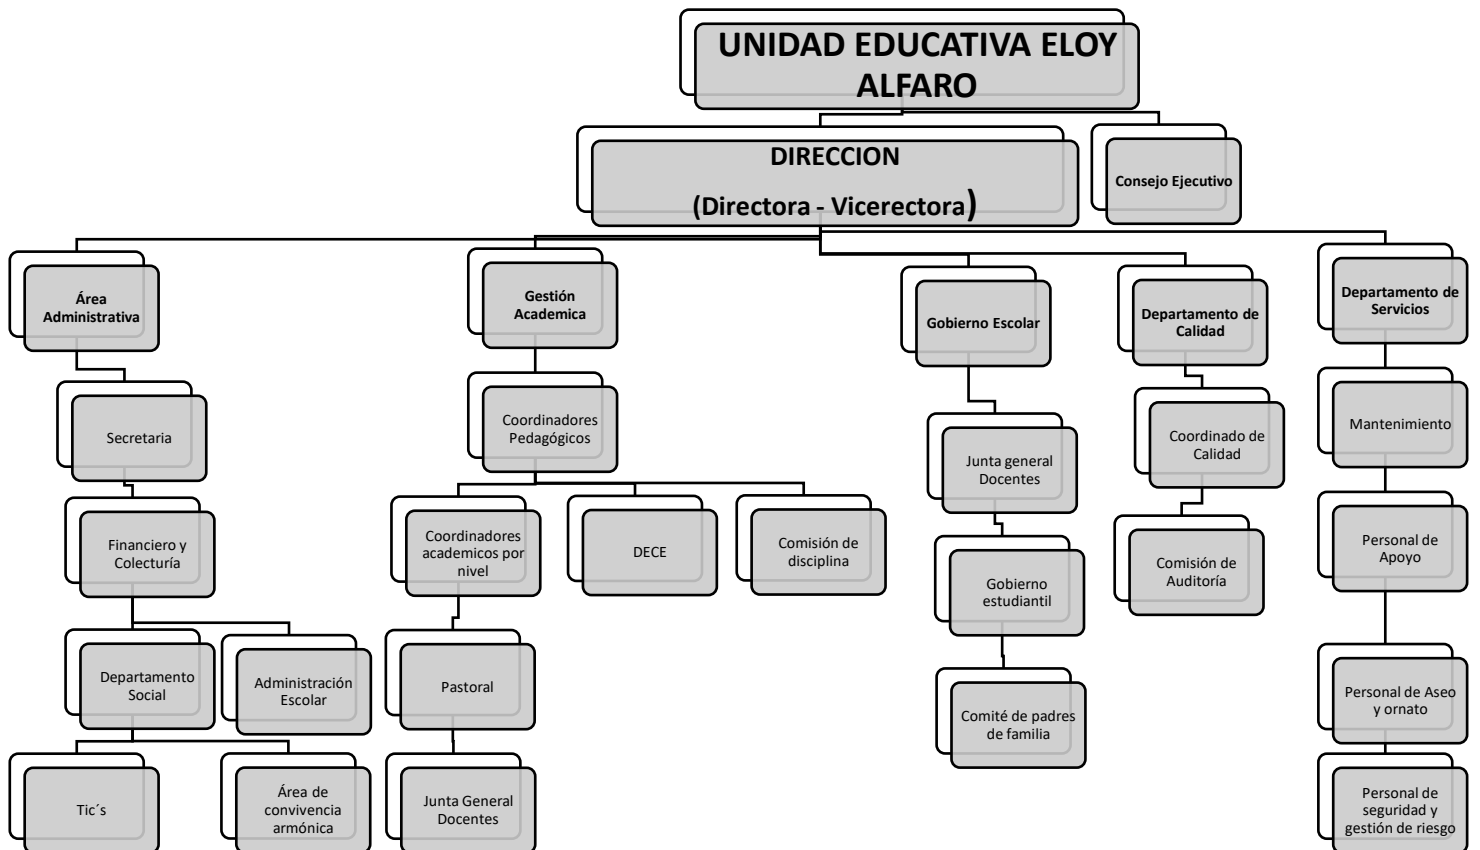 UNIDAD EDUCATIVA ELOY
ALFARO
DIRECCION
(Directora - Vicerectora)
Consejo Ejecutivo
Área
Administrativa
Gestión
Academica
Gobierno Escolar
Departamento de
Calidad
Departamento de
Servicios
Secretaria
Coordinadores
Pedagógicos
Junta general
Docentes
Coordinado de
Calidad
Mantenimiento
Financiero y
Colecturía
Coordinadores
academicos por
nivel
DECE
Comisión de
disciplina
Gobierno
estudiantil
Comisión de
Auditoría
Personal de
Apoyo
Departamento
Social
Administración
Escolar
Pastoral
Comité de padres
de familia
Personal de Aseo
y ornato
Tic´s
Área de
convivencia
armónica
Junta General
Docentes
Personal de
seguridad y
gestión de riesgo